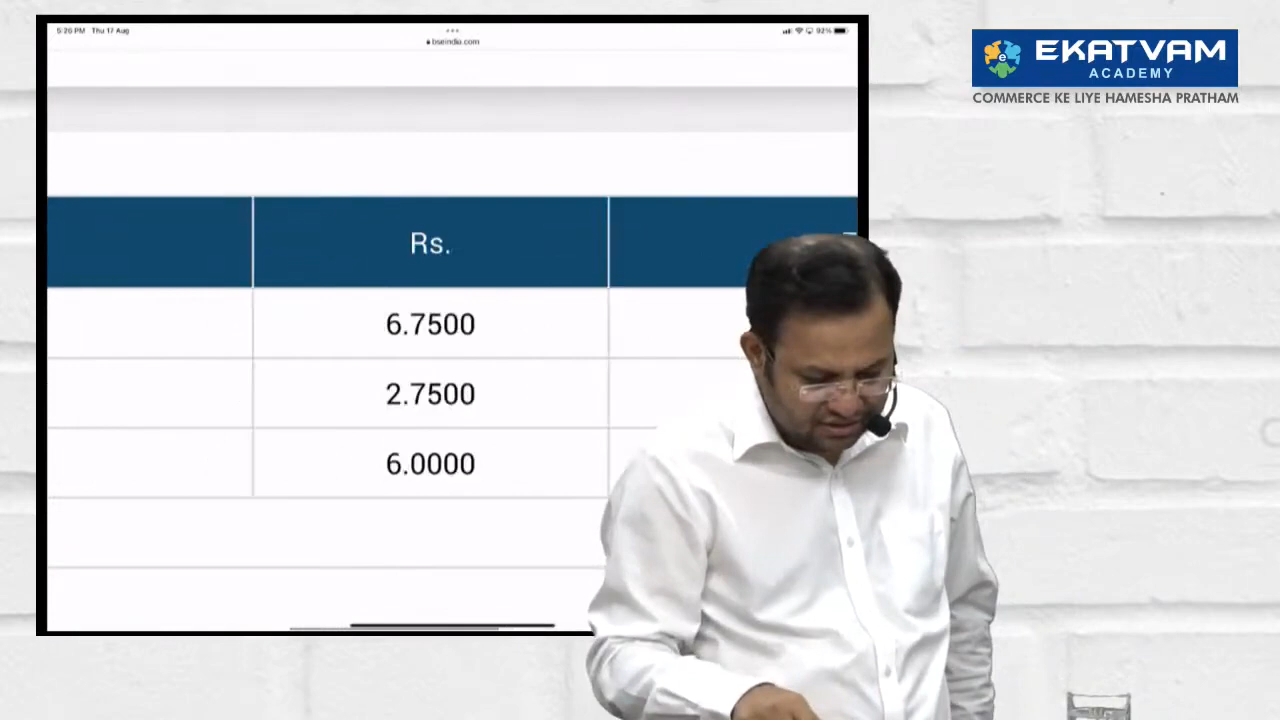 5:26 PM Thu 17 Aug
92%
bseindia.com
EKATVAM
ACADEMY
COMMERCE KE LIYE HAMESHA PRATHAM
Rs.
6.7500
2.7500
6.0000